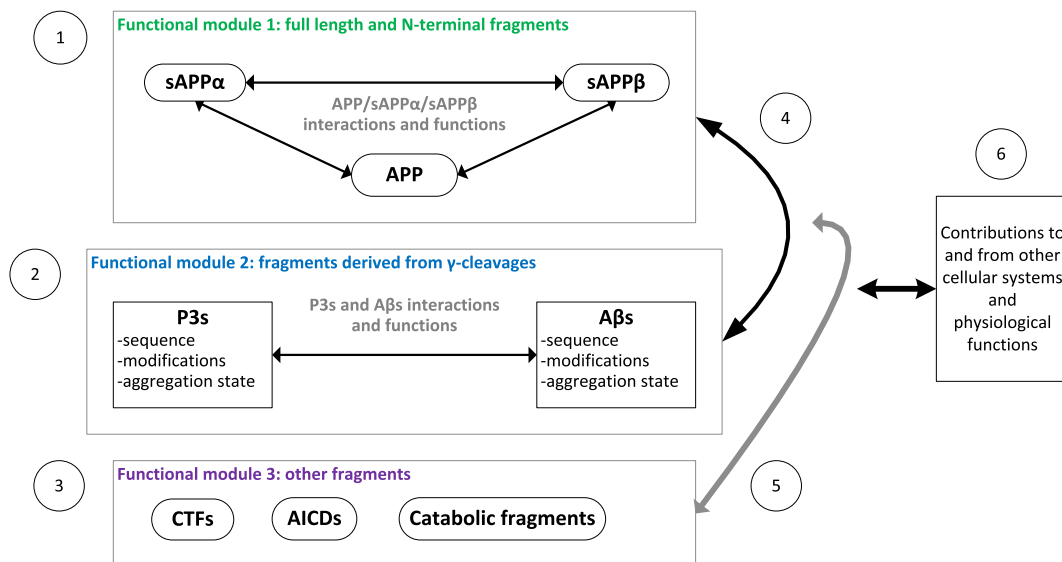 1
Functional module 1: full length and N-terminal fragments
sAPPα
sAPPβ
APP/sAPPα/sAPPβ
interactions and functions
APP
4
6
Contributions to
and from other
cellular systems
and
physiological
functions
2
Functional module 2: fragments derived from γ-cleavages
P3s and Aβs interactions
and functions
P3s
-sequence
-modifications
-aggregation state
Aβs
-sequence
-modifications
-aggregation state
3
Functional module 3: other fragments
5
CTFs
AICDs
Catabolic fragments